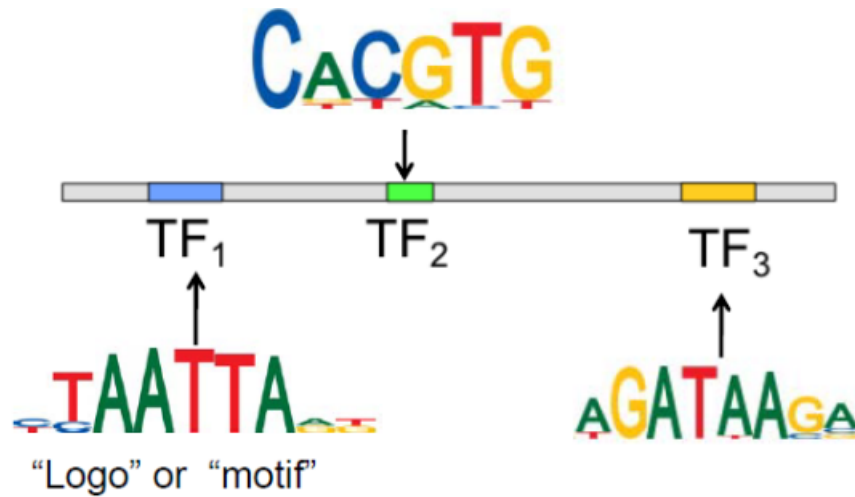 CACGTG
TF1 TF2 TF3
TAATTA AGATAAGA
“Logo” or “motif”